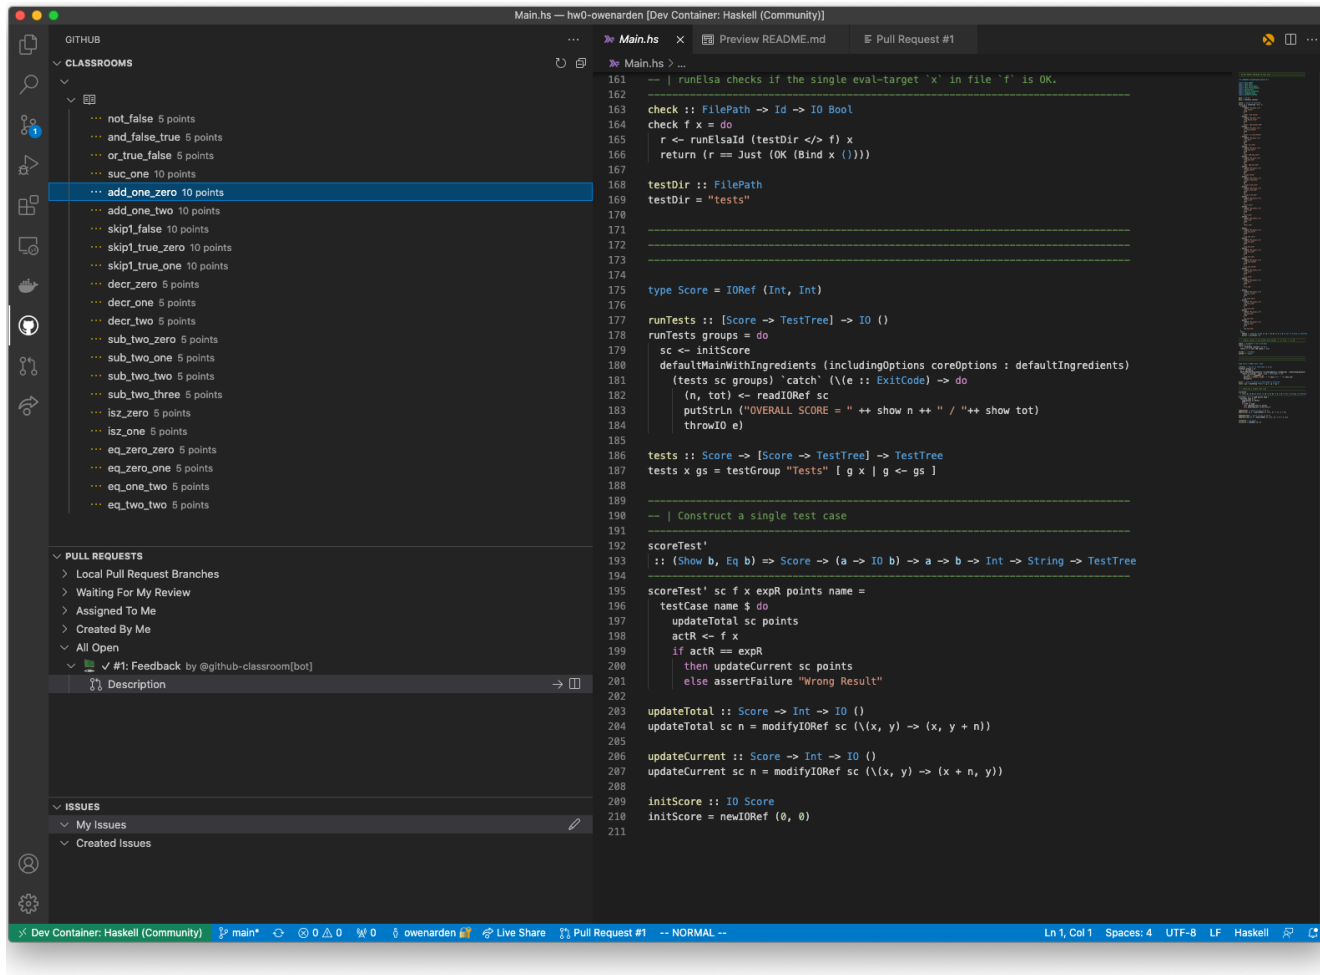 Main.hs — hw0-owenarden [Dev Container: Haskell (Community)]
GITHUB
CLASSROOMS
not_false 5 points
and_false_true 5 points
or_true_false 5 points
suc_one 10 points
add_one_zero 10 points
add_one_two 10 points
skip1_false 10 points
skip1_true_zero 10 points
skip1_true_one 10 points
decr_zero 5 points
decr_one 5 points
decr_two 5 points
sub_two_zero 5 points
sub_two_one 5 points
sub_two_two 5 points
sub_two_three 5 points
isz_zero 5 points
isz_one 5 points
eq_zero_zero 5 points
eq_zero_one 5 points
eq_one_two 5 points
eq_two_two 5 points
PULL REQUESTS
Local Pull Request Branches
Waiting For My Review
Assigned To Me
Created By Me
All Open
✓ #1: Feedback by @github-classroom[bot]
Description
ISSUES
My Issues
Created Issues
Main.hs × Preview README.md Pull Request #1
Main.hs > ...
161 -- | runElsa checks if the single eval-target `x` in file `f` is OK.
162 --------------------------------------------------------------------------------
163 check :: FilePath -> Id -> IO Bool
164 check f x = do
165 r <- runElsaId (testDir </> f) x
166 return (r == Just (OK (Bind x ())))
167
168 testDir :: FilePath
169 testDir = "tests"
170
171 --------------------------------------------------------------------------------
172 --------------------------------------------------------------------------------
173 --------------------------------------------------------------------------------
174
175 type Score = IORef (Int, Int)
176
177 runTests :: [Score -> TestTree] -> IO ()
178 runTests groups = do
179 sc <- initScore
180 defaultMainWithIngredients (includingOptions coreOptions : defaultIngredients)
181 (tests sc groups) `catch` (\(e :: ExitCode) -> do
182 (n, tot) <- readIORef sc
183 putStrLn ("OVERALL SCORE = " ++ show n ++ " / "++ show tot)
184 throwIO e)
185
186 tests :: Score -> [Score -> TestTree] -> TestTree
187 tests x gs = testGroup "Tests" [ g x | g <- gs ]
188
189 --------------------------------------------------------------------------------
190 -- | Construct a single test case
191 --------------------------------------------------------------------------------
192 scoreTest'
193 :: (Show b, Eq b) => Score -> (a -> IO b) -> a -> b -> Int -> String -> TestTree
194 --------------------------------------------------------------------------------
195 scoreTest' sc f x expR points name =
196 testCase name $ do
197 updateTotal sc points
198 actR <- f x
199 if actR == expR
200 then updateCurrent sc points
201 else assertFailure "Wrong Result"
202
203 updateTotal :: Score -> Int -> IO ()
204 updateTotal sc n = modifyIORef sc (\(x, y) -> (x, y + n))
205
206 updateCurrent :: Score -> Int -> IO ()
207 updateCurrent sc n = modifyIORef sc (\(x, y) -> (x + n, y))
208
209 initScore :: IO Score
210 initScore = newIORef (0, 0)
211
1
Dev Container: Haskell (Community) main* 0 0 0 owenarden Live Share Pull Request #1 -- NORMAL -- Ln 1, Col 1 Spaces: 4 UTF-8 LF Haskell